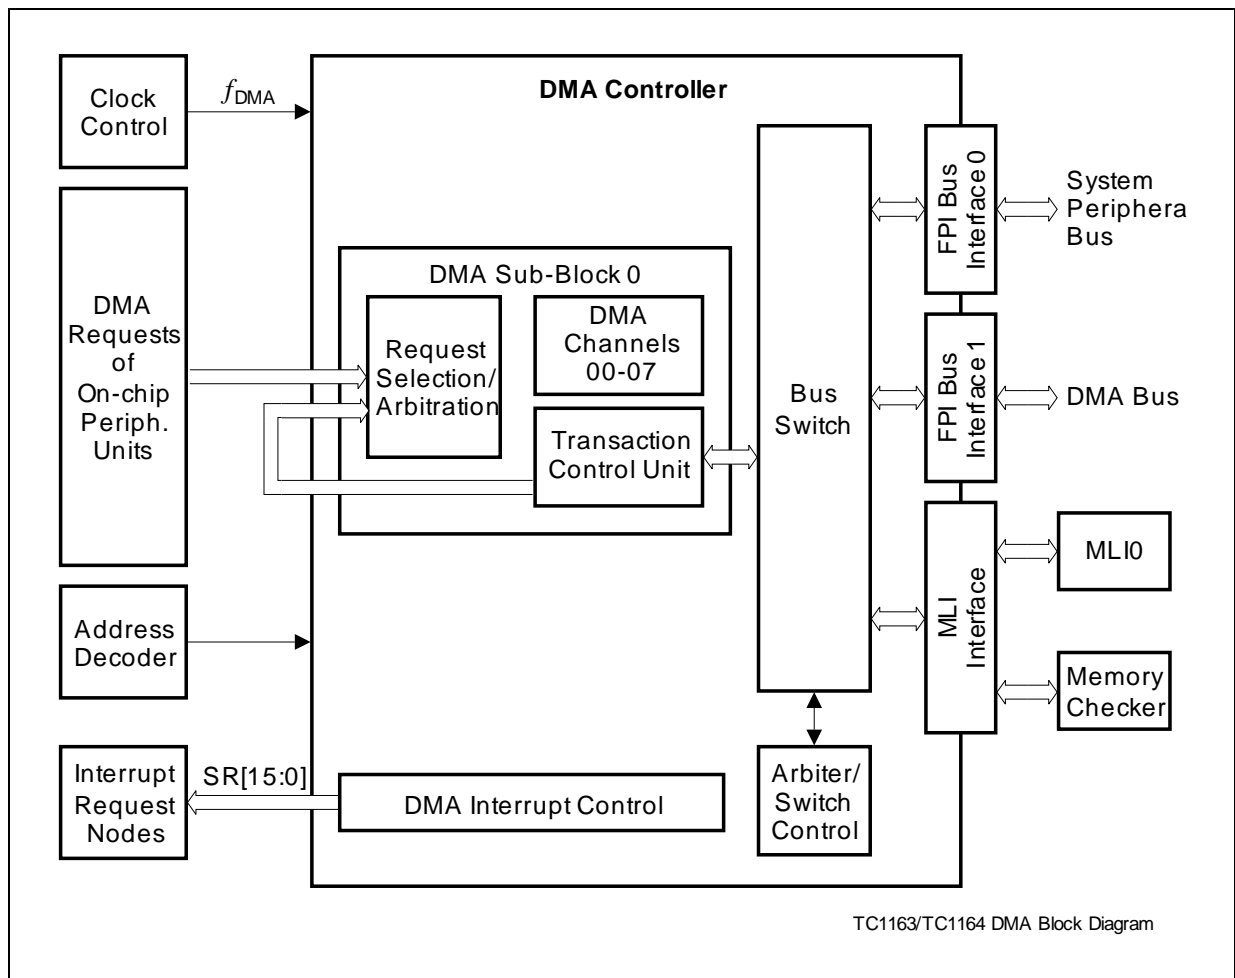 DMA Controller
Clock
Control
fDMA
DMA
Requests
of
On-chip
Periph.
Units
Address
Decoder
Interrupt
Request
Nodes
SR[15:0]
DMA Sub-Block 0
Request
Selection/
Arbitration
DMA
Channels
00-07
Transaction
Control Unit
DMA Interrupt Control
Bus
Switch
Arbiter/
Switch
Control
FPI Bus
Interface 0
FPI Bus
Interface 1
MLI
Interface
System
Periphera
Bus
DMA Bus
MLI0
Memory
Checker
TC1163/TC1164 DMA Block Diagram